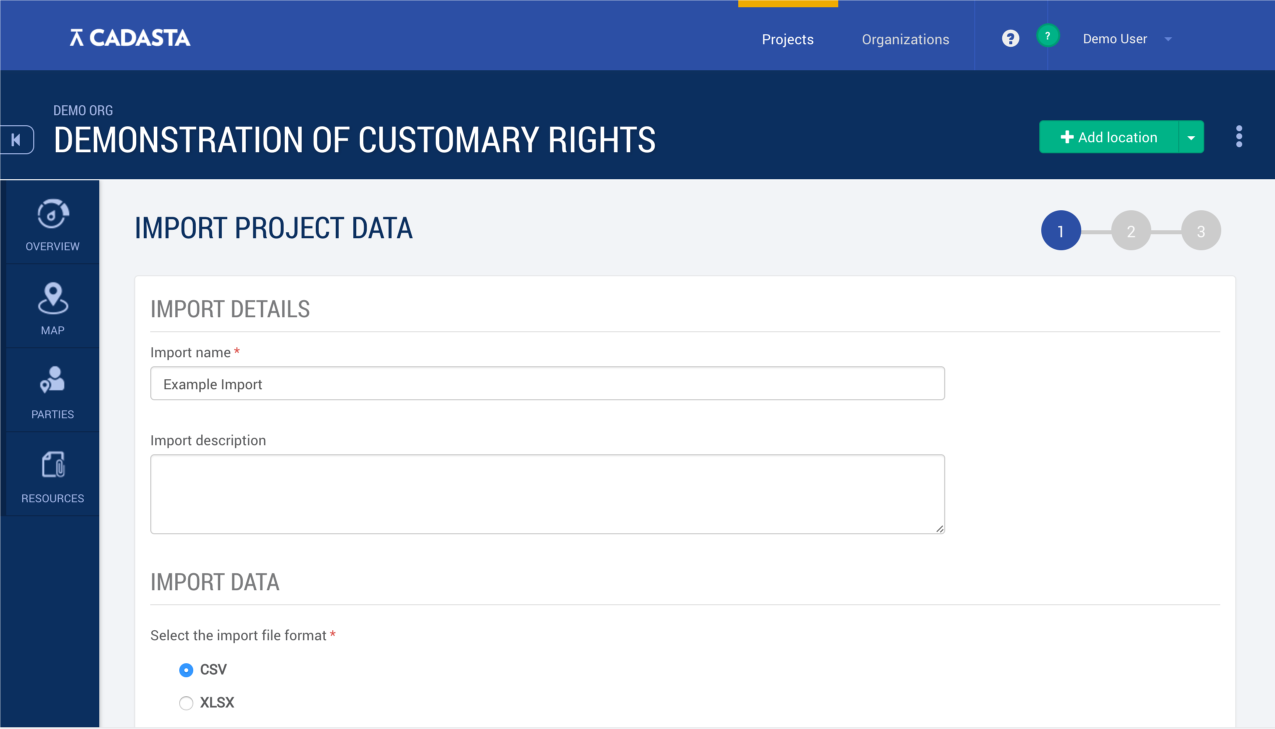 CADASTA
Projects Organizations ? ? Demo User
DEMO ORG
DEMONSTRATION OF CUSTOMARY RIGHTS
+ Add location
OVERVIEW
MAP
PARTIES
RESOURCES
IMPORT PROJECT DATA
1 2 3
IMPORT DETAILS
Import name *
Example Import
Import description
IMPORT DATA
Select the import file format *
CSV
XLSX